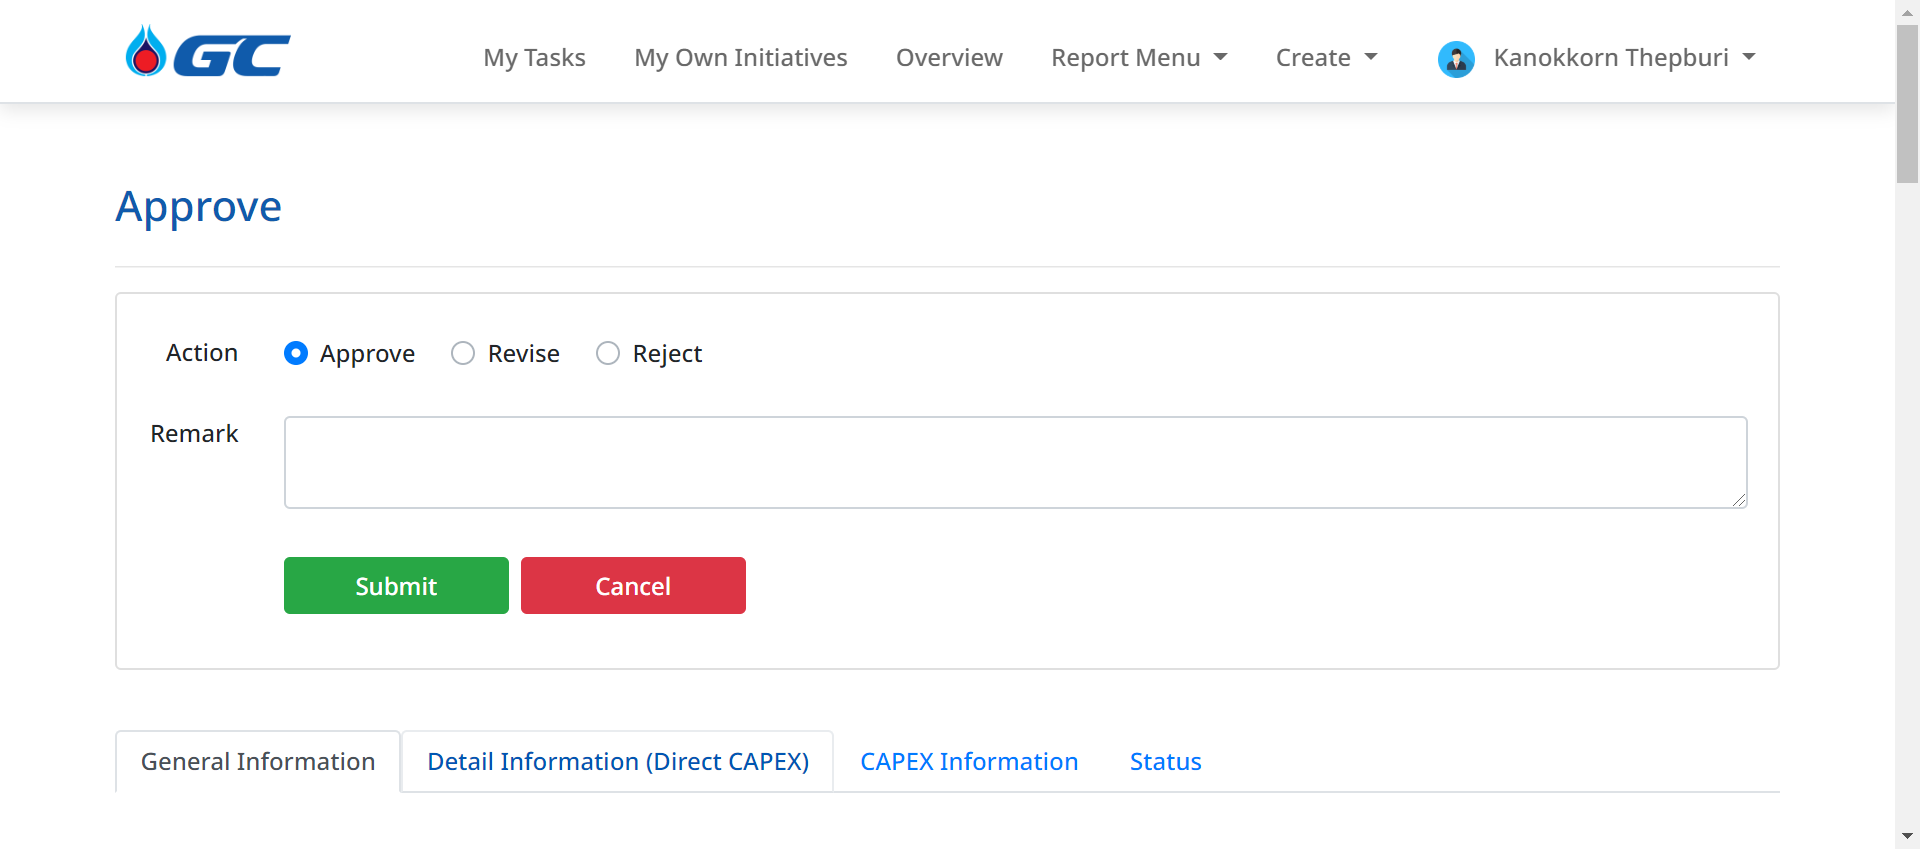 GC
My Tasks
My Own Initiatives
Overview
Report Menu
Create
Kanokkorn Thepburi
Approve
Action
Approve
Revise
Reject
Remark
Submit
Cancel
General Information
Detail Information (Direct CAPEX)
CAPEX Information
Status